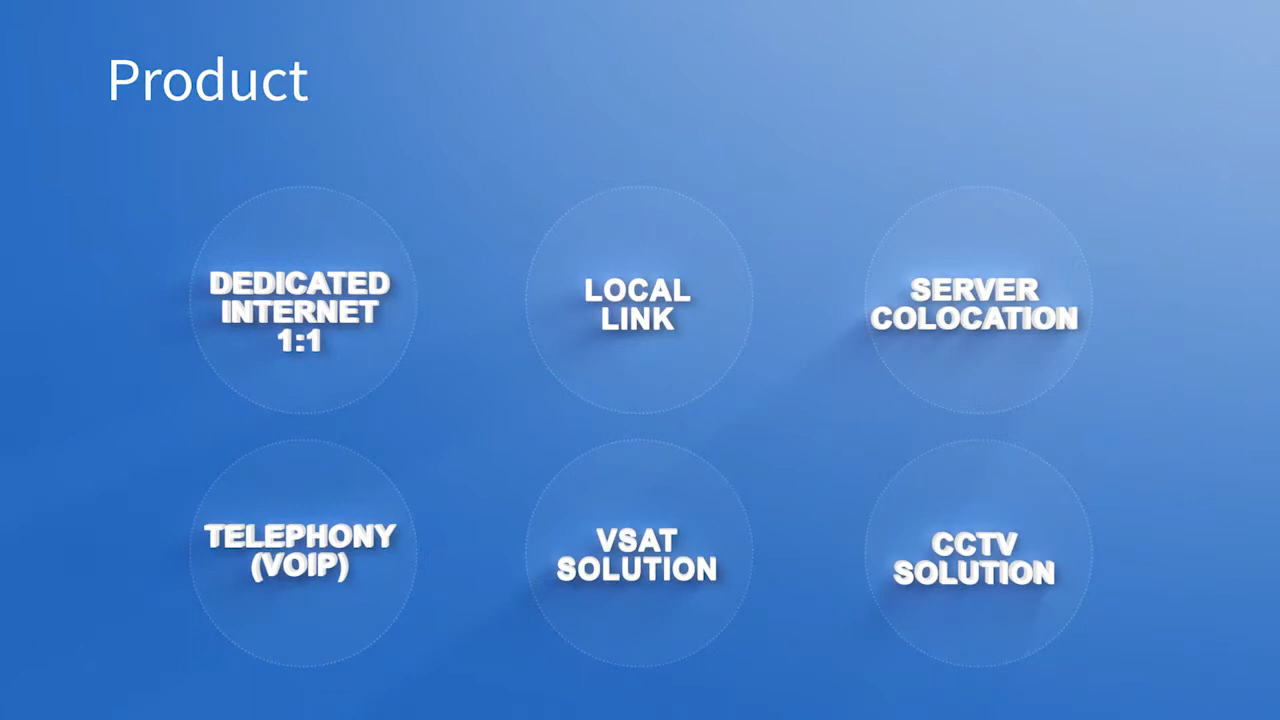 Product
DEDICATED
INTERNET
1:1
LOCAL
LINK
SERVER
COLOCATION
TELEPHONY
(VOIP)
VSAT
SOLUTION
CCTV
SOLUTION